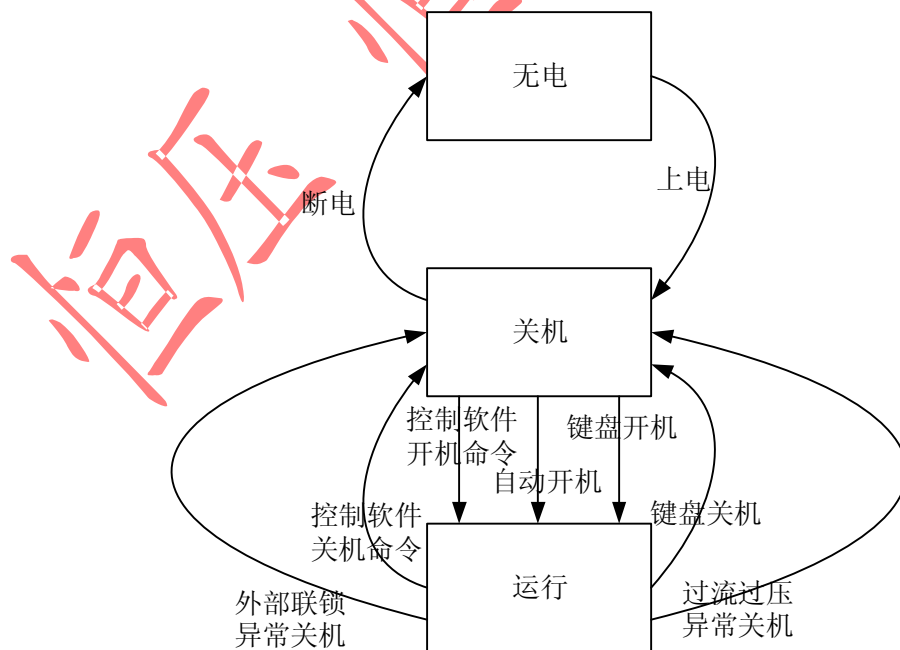 恒压
无电
断电
上电
关机
控制软件
开机命令
键盘开机
自动开机
控制软件
关机命令
键盘关机
运行
外部联锁
异常关机
过流过压
异常关机